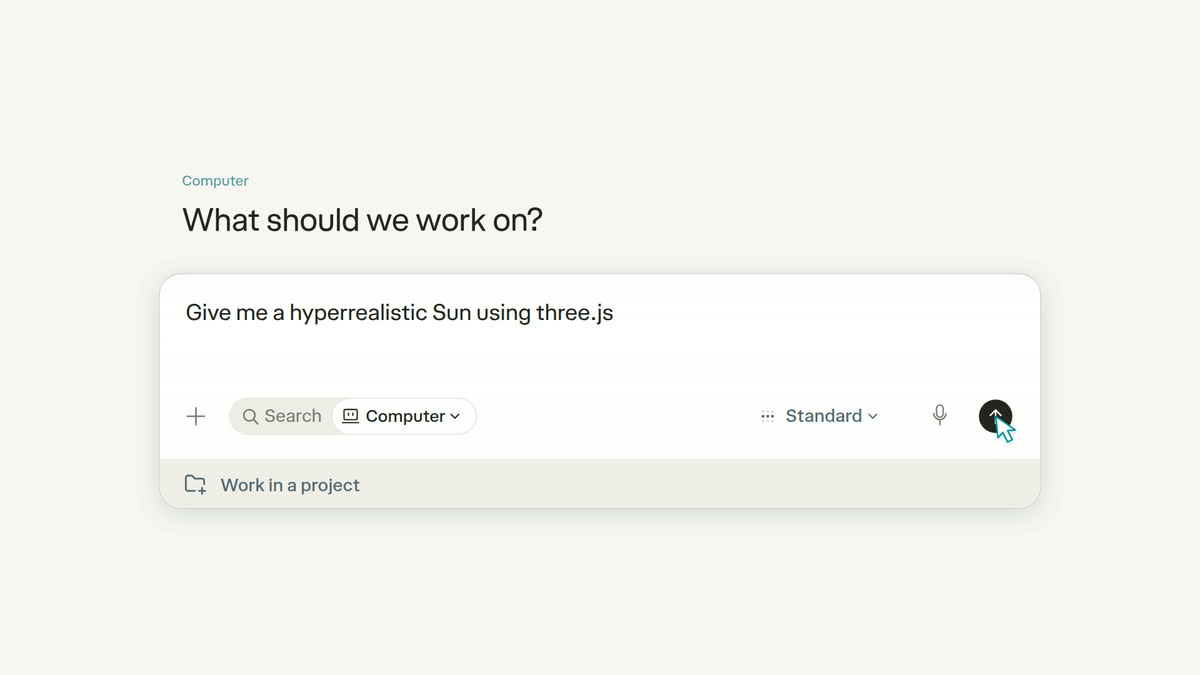 Computer
What should we work on?
Give me a hyperrealistic Sun using three.js
Search Computer Standard
Work in a project